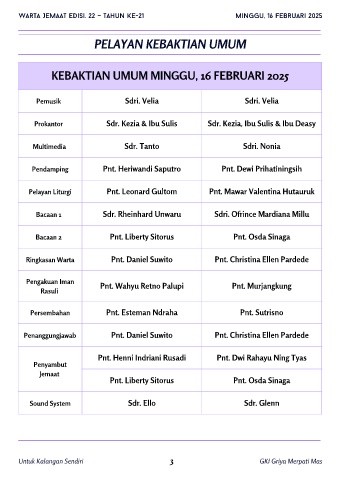 WARTA JEMAAT EDISI. 22 – TAHUN KE-21 MINGGU, 16 FEBRUARI 2025
PELAYAN KEBAKTIAN UMUM
KEBAKTIAN UMUM MINGGU, 16 FEBRUARI 2025
Pemusik Sdri. Velia Sdri. Velia
Prokantor Sdr. Kezia & Ibu Sulis Sdr. Kezia, Ibu Sulis & Ibu Deasy
Multimedia Sdr. Tanto Sdri. Nonia
Pendamping Pnt. Heriwandi Saputro Pnt. Dewi Prihatiningsih
Pelayan Liturgi Pnt. Leonard Gultom Pnt. Mawar Valentina Hutauruk
Bacaan 1 Sdr. Rheinhard Unwaru Sdri. Ofrince Mardiana Millu
Bacaan 2 Pnt. Liberty Sitorus Pnt. Osda Sinaga
Ringkasan Warta Pnt. Daniel Suwito Pnt. Christina Ellen Pardede
Pengakuan Iman
Rasuli Pnt. Wahyu Retno Palupi Pnt. Murjangkung
Persembahan Pnt. Esteman Ndraha Pnt. Sutrisno
Penanggungjawab Pnt. Daniel Suwito Pnt. Christina Ellen Pardede
Penyambut
Jemaat Pnt. Henni Indriani Rusadi Pnt. Dwi Rahayu Ning Tyas
Pnt. Liberty Sitorus Pnt. Osda Sinaga
Sound System Sdr. Ello Sdr. Glenn
Untuk Kalangan Sendiri 3 GKI Griya Merpati Mas